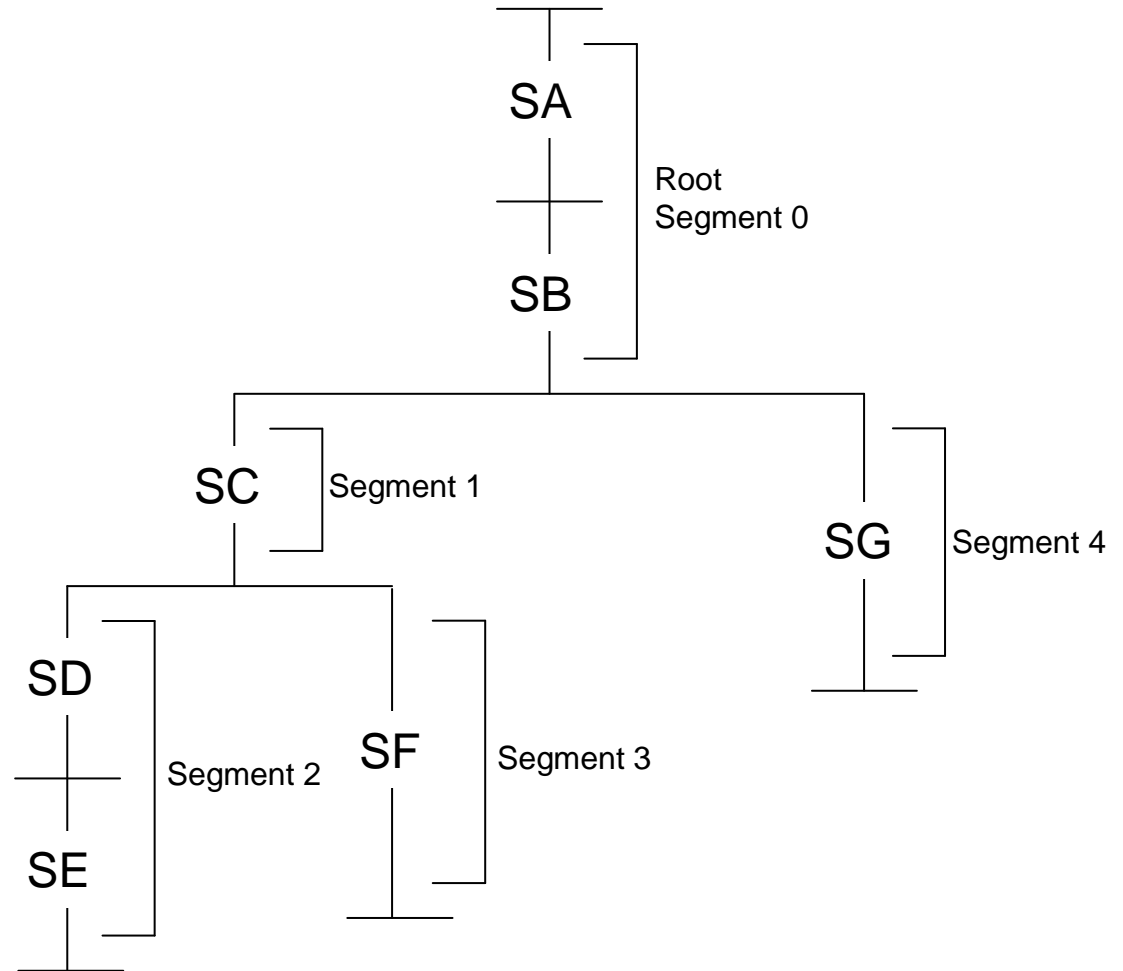 SA
Root
Segment 0
SB
SC
Segment 1
SG
Segment 4
SD
SF
Segment 3
Segment 2
SE